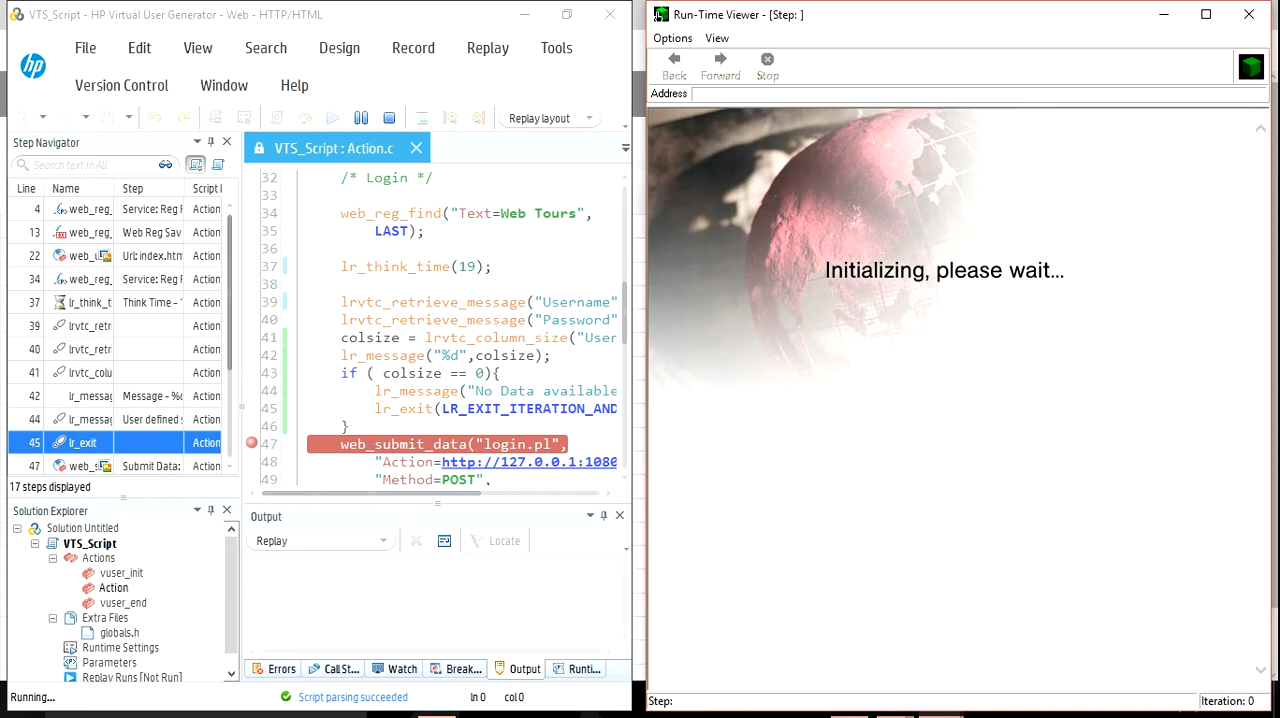 VTS_Script - HP Virtual User Generator - Web - HTTP/HTML
File Edit View Search Design Record Replay Tools
hp
Version Control Window Help
Replay layout
Step Navigator
Search text in All
Line Name Step Script
4 web_reg_ Service: Reg F Action
13 web_reg_ Web Reg Sav Action
22 web_u Url: index.htm Action
34 web_reg_ Service: Reg F Action
37 lr_think_t Think Time - Action
39 lrvtc_retr Action
40 lrvtc_retr Action
41 lrvtc_colu Action
42 lr_messag Message - %d Action
44 lr_messag User defined s Action
45 lr_exit Action
47 web_s Submit Data: Action
17 steps displayed
Solution Explorer
Solution Untitled
VTS_Script
Actions
vuser_init
Action
vuser_end
Extra Files
globals.h
Runtime Settings
Parameters
Replay Runs [Not Run]
VTS_Script : Action.c
32 /* Login */
33
34 web_reg_find("Text=Web Tours",
35 LAST);
36
37 lr_think_time(19);
38
39 lrvtc_retrieve_message("Username"
40 lrvtc_retrieve_message("Password"
41 colsize = lrvtc_column_size("User
42 lr_message("%d",colsize);
43 if ( colsize == 0){
44 lr_message("No Data available
45 lr_exit(LR_EXIT_ITERATION_AND
46 }
47 web_submit_data("login.pl",
48 "Action=http://127.0.0.1:1080
49 "Method=POST",
Output
Replay
Locate
Errors Call St... Watch Break... Output Runti...
Running... Script parsing succeeded ln 0 col 0
Run-Time Viewer - [Step: ]
Options View
Back Forward Stop
Address
Initializing, please wait...
Step: Iteration: 0